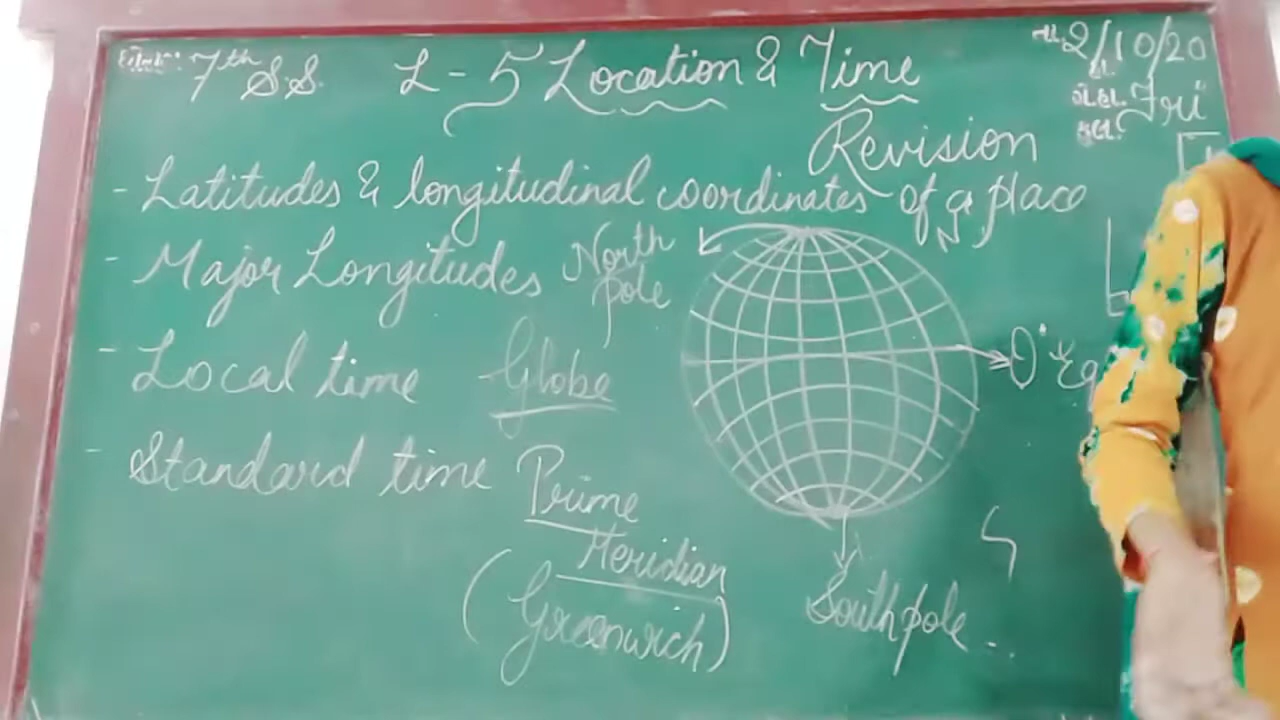 7th S.S. L-5 Location & Time 2/10/20
Fri
Revision
- Latitudes & longitudinal coordinates of a place
- Major Longitudes
North
pole
N
- Local time
- Globe
0°
- Standard time
Prime
Meridian
(Greenwich)
South pole
S